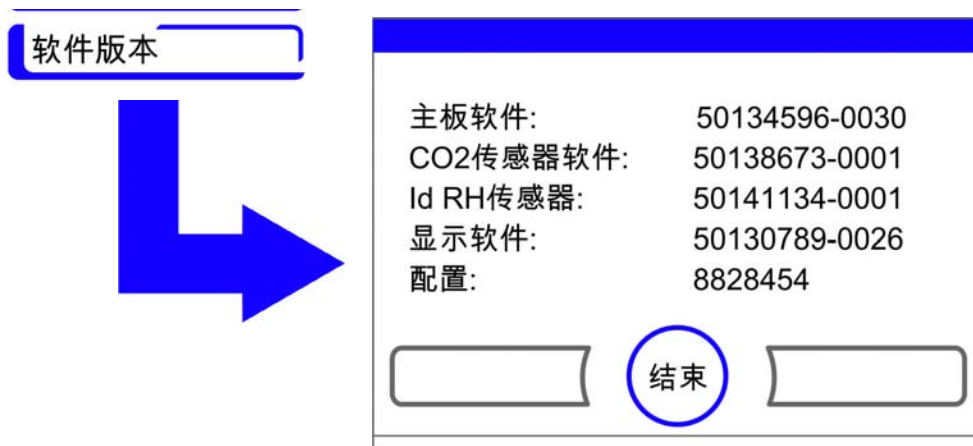 软件版本
主板软件: 50134596-0030
CO2传感器软件: 50138673-0001
Id RH传感器: 50141134-0001
显示软件: 50130789-0026
配置: 8828454
结束